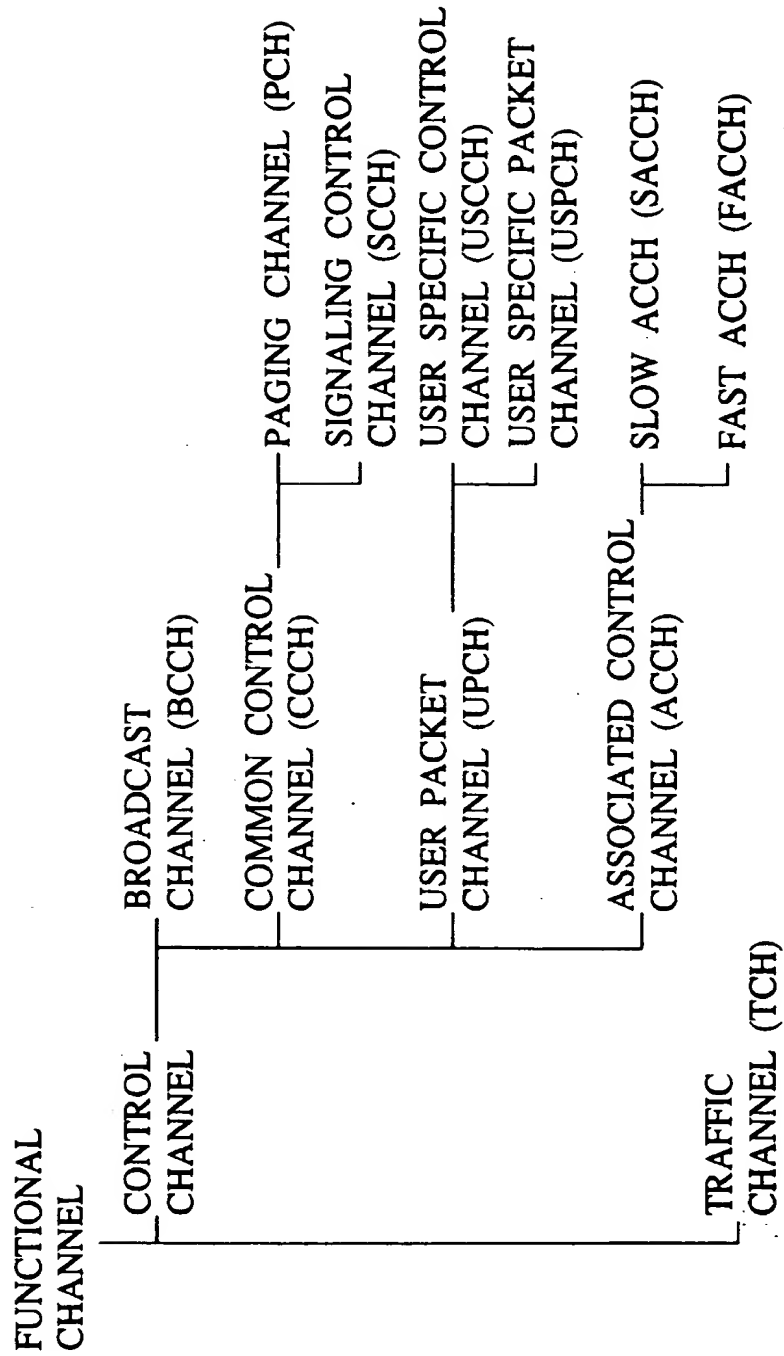 FUNCTIONAL
CHANNEL
CONTROL
CHANNEL
BROADCAST
CHANNEL (BCCH)
COMMON CONTROL
CHANNEL (CCCH)
PAGING CHANNEL (PCH)
SIGNALING CONTROL
CHANNEL (SCCH)
USER PACKET
CHANNEL (UPCH)
USER SPECIFIC CONTROL
CHANNEL (USCCH)
USER SPECIFIC PACKET
CHANNEL (USPCH)
ASSOCIATED CONTROL
CHANNEL (ACCH)
SLOW ACCH (SACCH)
FAST ACCH (FACCH)
TRAFFIC
CHANNEL (TCH)